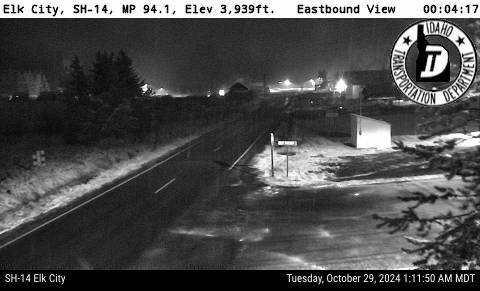 Elk City, SH-14, MP 94.1, Elev 3,939ft. Eastbound View 00:04:17
IDAHO
TRANSPORTATION DEPARTMENT
SH-14 Elk City Tuesday, October 29, 2024 1:11:50 AM MDT